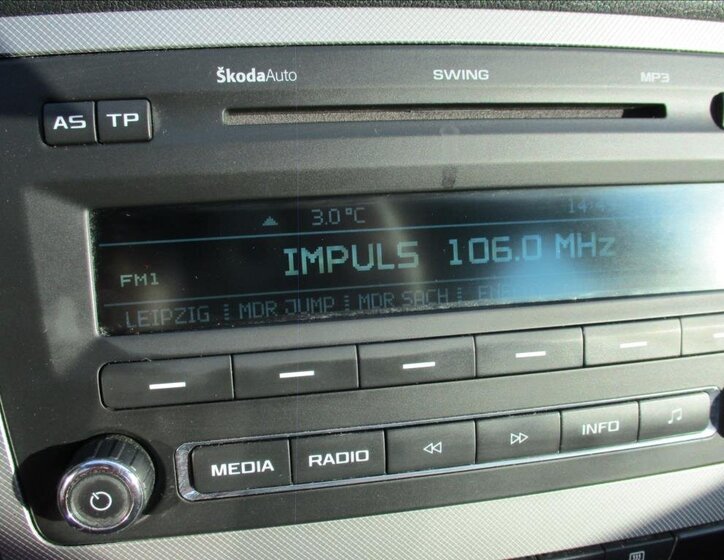 ŠkodaAuto SWING MP3
AS TP
3.0°C
IMPULS 106.0 MHz
FM1
LEIPZIG MDR JUMP MDR SACH
MEDIA RADIO INFO